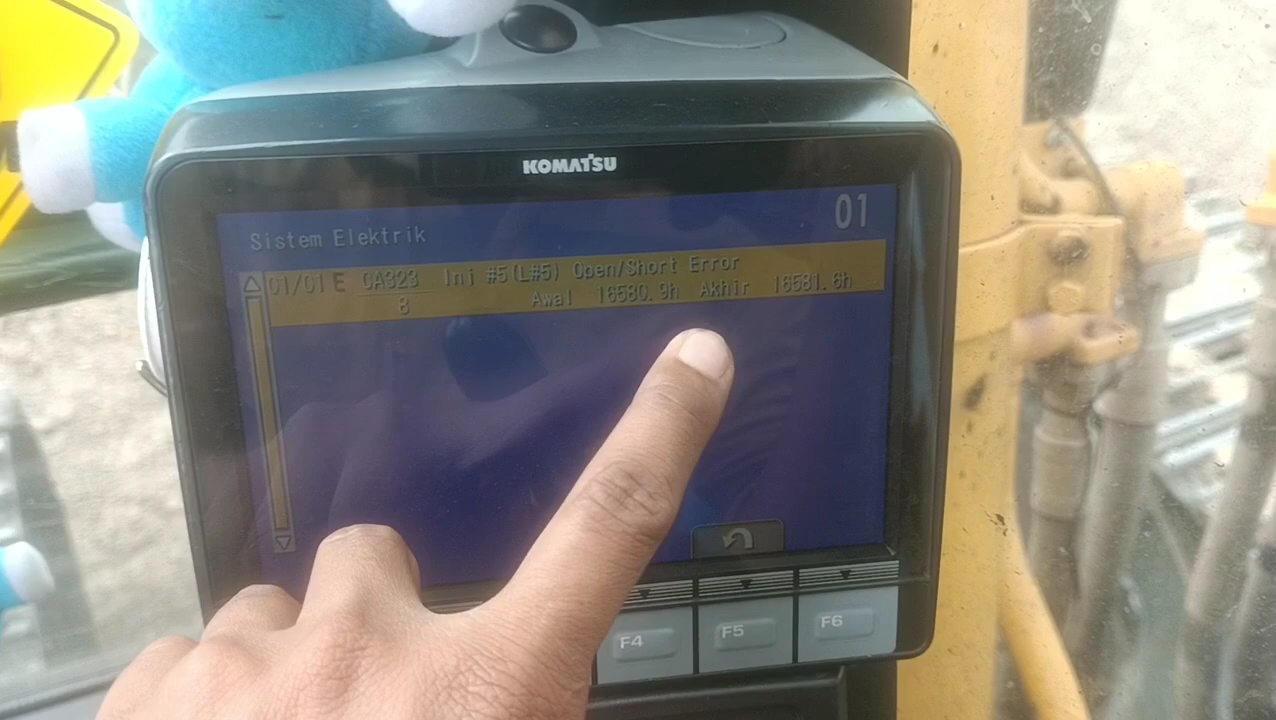 KOMATSU
01
Sistem Elektrik
01/01 E CA323 Inj #5(L#5) Open/Short Error
8 Awal 16580.9h Akhir 16581.6h
F4 F5 F6